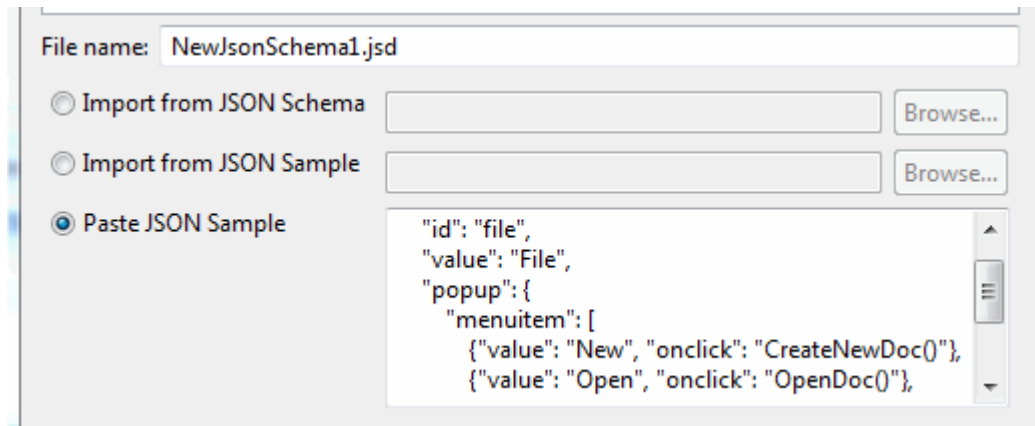 File name: NewJsonSchema1.jsd
Import from JSON Schema Browse...
Import from JSON Sample Browse...
Paste JSON Sample
"id": "file",
"value": "File",
"popup": {
"menuitem": [
{"value": "New", "onclick": "CreateNewDoc()"},
{"value": "Open", "onclick": "OpenDoc()"},